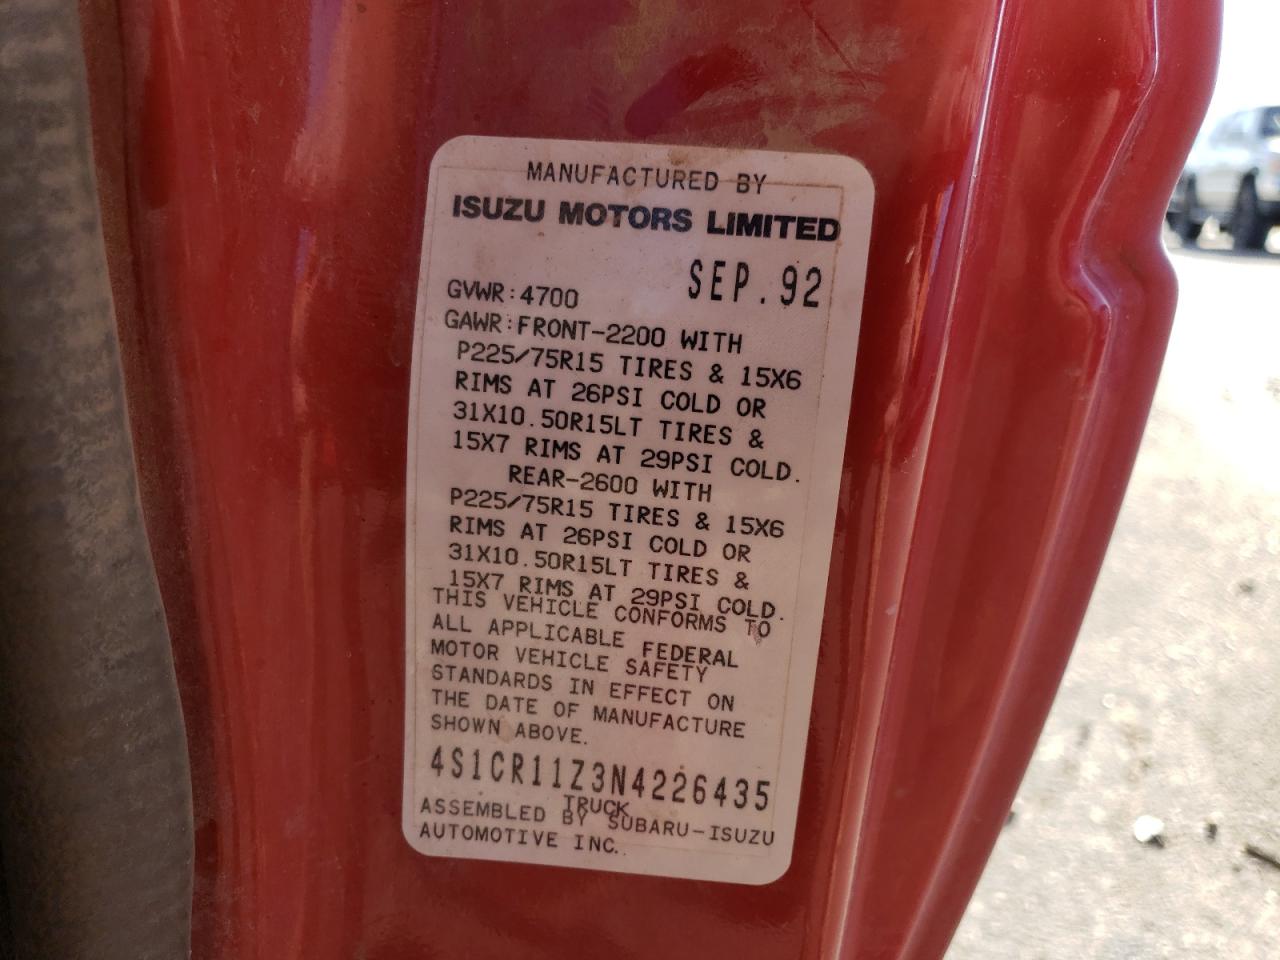 MANUFACTURED BY
ISUZU MOTORS LIMITED
SEP.92
GVWR:4700
GAWR:FRONT-2200 WITH
P225/75R15 TIRES & 15X6
RIMS AT 26PSI COLD OR
31X10.50R15LT TIRES &
15X7 RIMS AT 29PSI COLD.
REAR-2600 WITH
P225/75R15 TIRES & 15X6
RIMS AT 26PSI COLD OR
31X10.50R15LT TIRES &
15X7 RIMS AT 29PSI COLD.
THIS VEHICLE CONFORMS TO
ALL APPLICABLE FEDERAL
MOTOR VEHICLE SAFETY
STANDARDS IN EFFECT ON
THE DATE OF MANUFACTURE
SHOWN ABOVE.
4S1CR11Z3N4226435
TRUCK
ASSEMBLED BY SUBARU-ISUZU
AUTOMOTIVE INC.